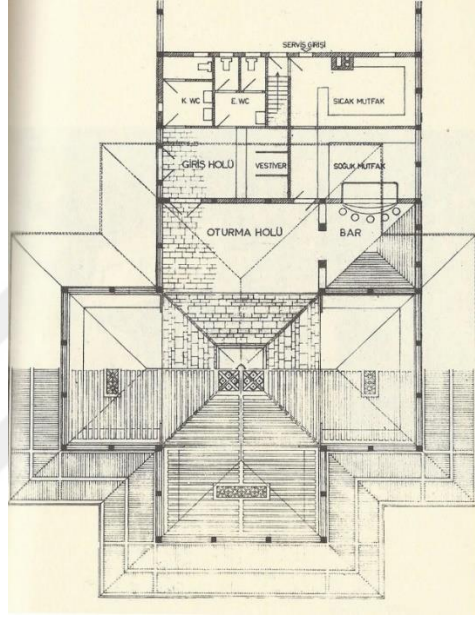 SERVİS GİRİŞİ
K. WC
E. WC
SICAK MUTFAK
GİRİŞ HOLÜ
VESTİYER
SOĞUK MUTFAK
OTURMA HOLÜ
BAR